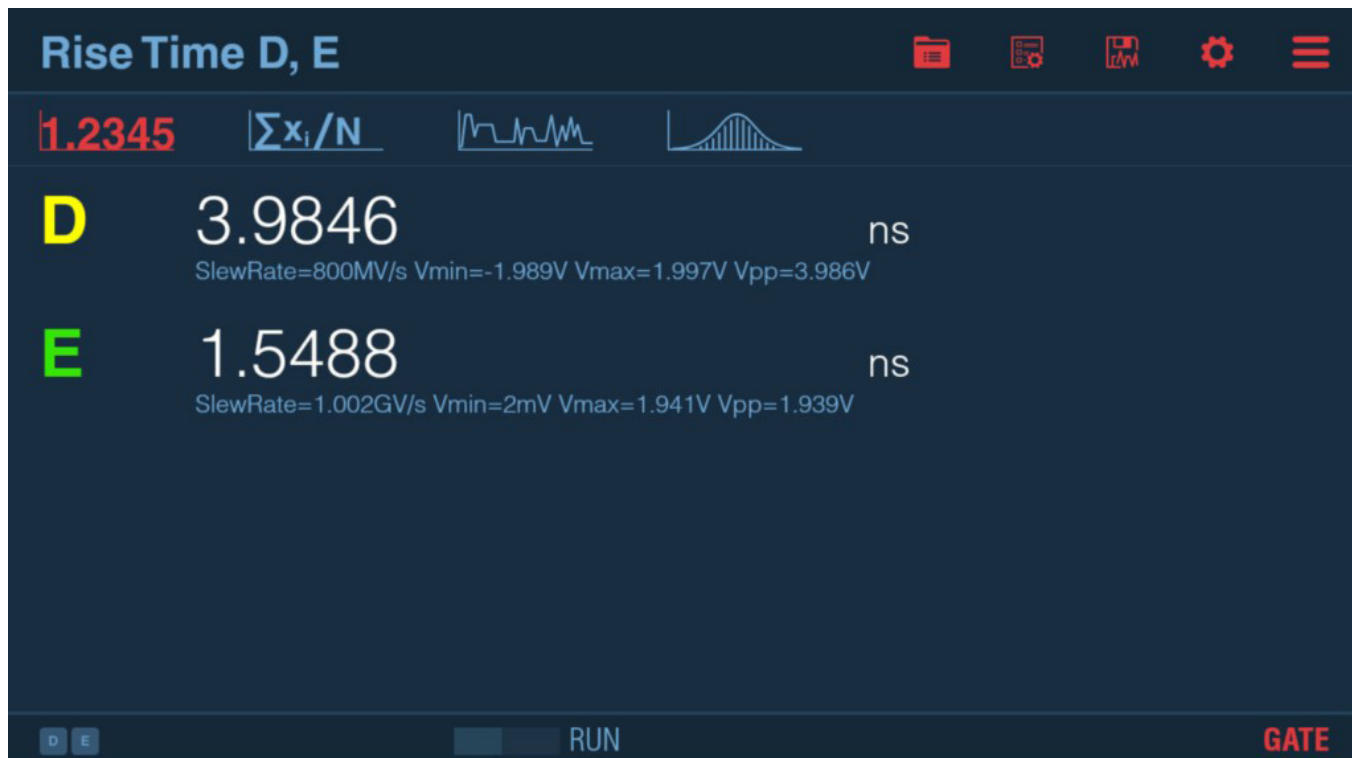 Rise Time D, E
1.2345
∑xᵢ/N
D
3.9846
ns
SlewRate=800MV/s Vmin=-1.989V Vmax=1.997V Vpp=3.986V
E
1.5488
ns
SlewRate=1.002GV/s Vmin=2mV Vmax=1.941V Vpp=1.939V
D E
RUN
GATE